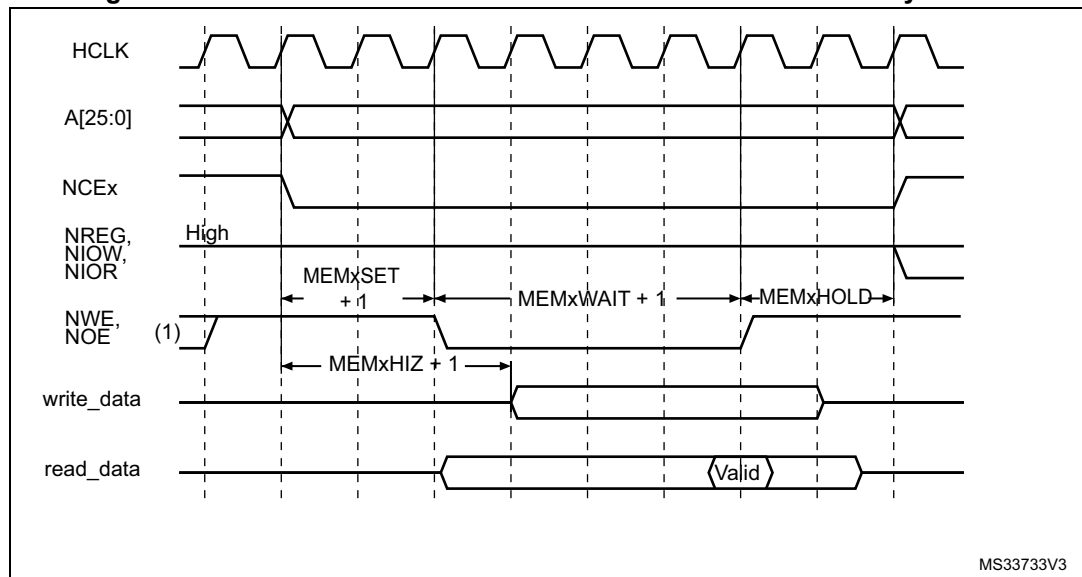 HCLK
A[25:0]
NCEx
NREG,
NIOW,
NIOR
High
MEMxSET
+ 1
MEMxWAIT + 1
MEMxHOLD
NWE,
NOE
(1)
MEMxHIZ + 1
write_data
read_data
Valid
MS33733V3